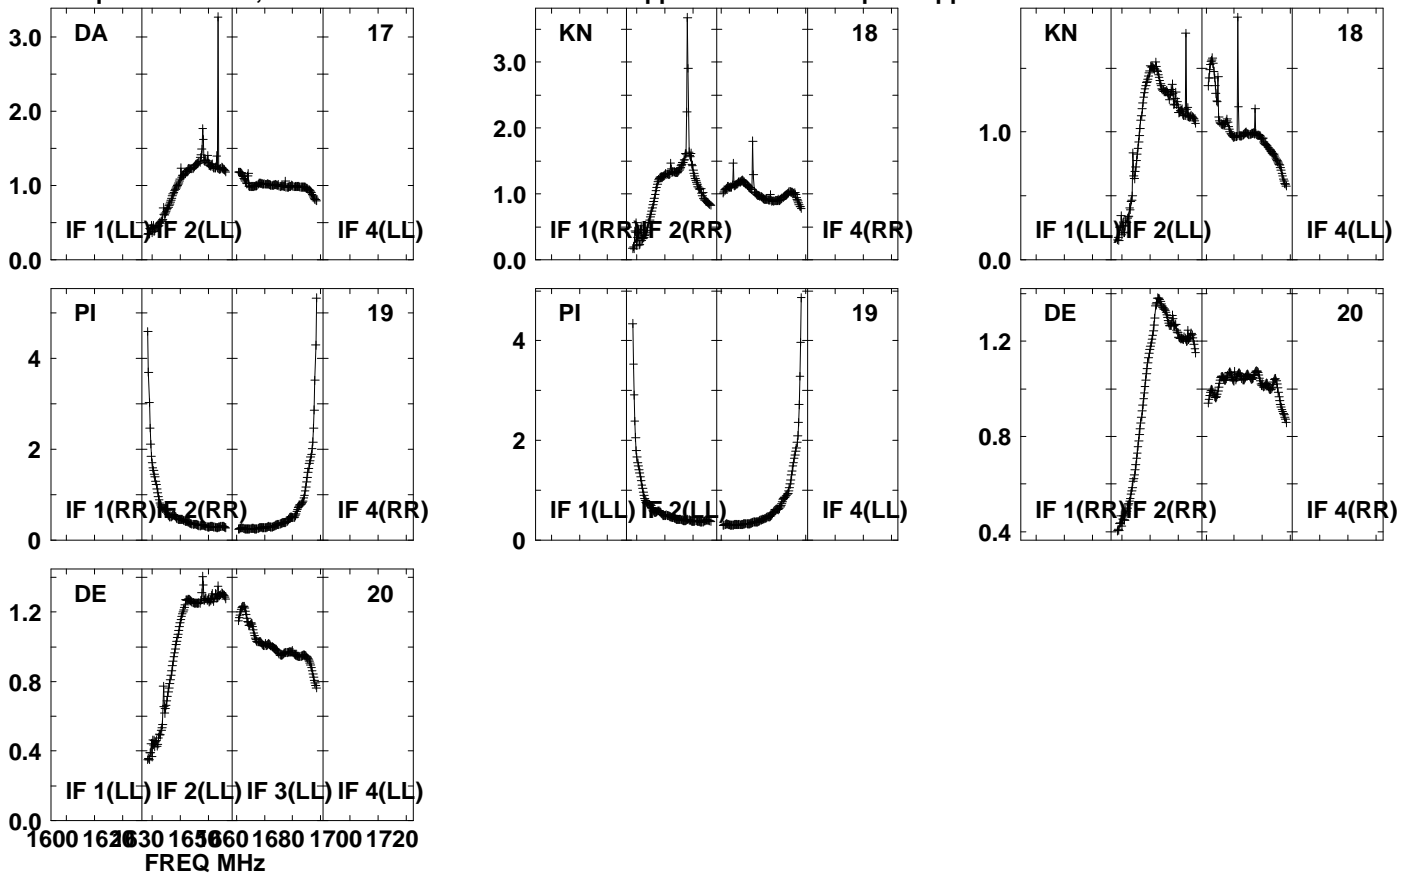 DA 17 KN 18 KN 18
3.0
2.0
1.0
0.0
IF 1(LL) IF 2(LL) IF 4(LL)
3.0
2.0
1.0
0.0
IF 1(RR) IF 2(RR) IF 4(RR)
1.0
0.0
IF 1(LL) IF 2(LL) IF 4(LL)
PI 19 PI 19 DE 20
4
2
0
IF 1(RR) IF 2(RR) IF 4(RR)
4
2
0
IF 1(LL) IF 2(LL) IF 4(LL)
1.2
0.8
0.4
IF 1(RR) IF 2(RR) IF 4(RR)
DE 20
1.2
0.8
0.4
0.0
IF 1(LL) IF 2(LL) IF 3(LL) IF 4(LL)
1600 1630 1660 1680 1700 1720
FREQ MHz